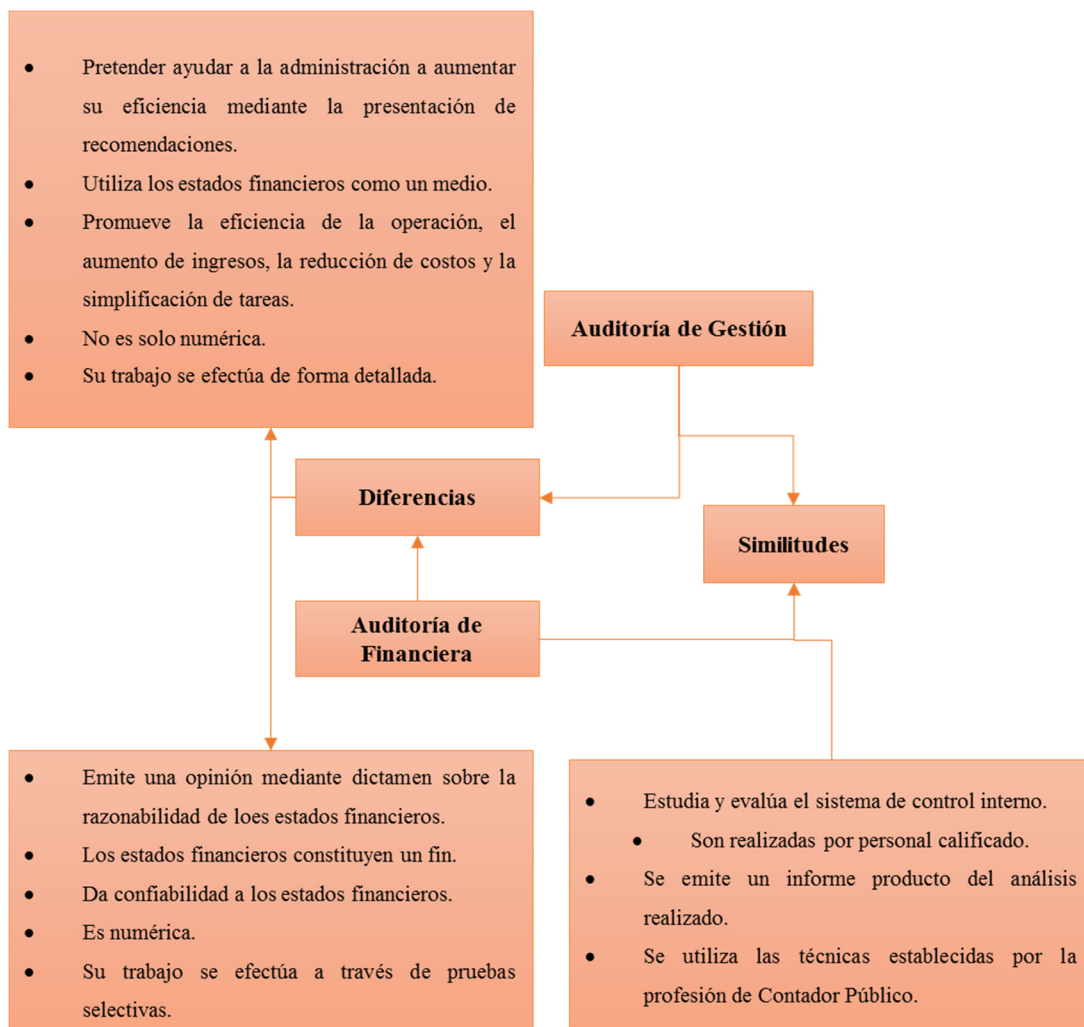 ● Pretender ayudar a la administración a aumentar
su eficiencia mediante la presentación de
recomendaciones.
● Utiliza los estados financieros como un medio.
● Promueve la eficiencia de la operación, el
aumento de ingresos, la reducción de costos y la
simplificación de tareas.
● No es solo numérica.
● Su trabajo se efectúa de forma detallada.
Auditoría de Gestión
Diferencias
Similitudes
Auditoría de
Financiera
● Emite una opinión mediante dictamen sobre la
razonabilidad de loes estados financieros.
● Los estados financieros constituyen un fin.
● Da confiabilidad a los estados financieros.
● Es numérica.
● Su trabajo se efectúa a través de pruebas
selectivas.
● Estudia y evalúa el sistema de control interno.
● Son realizadas por personal calificado.
● Se emite un informe producto del análisis
realizado.
● Se utiliza las técnicas establecidas por la
profesión de Contador Público.